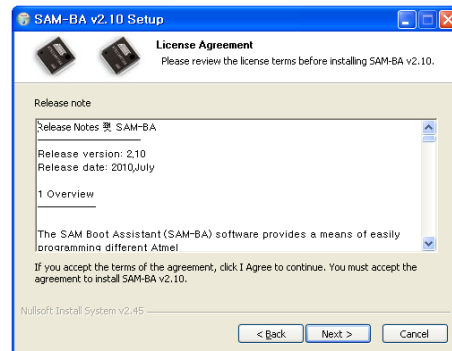 SAM-BA v2.10 Setup
License Agreement
Please review the license terms before installing SAM-BA v2.10.
Release note
Release Notes 펫 SAM-BA
Release version: 2,10
Release date: 2010,July
1 Overview
The SAM Boot Assistant (SAM-BA) software provides a means of easily
programming different Atmel
If you accept the terms of the agreement, click I Agree to continue. You must accept the
agreement to install SAM-BA v2.10.
Nullsoft Install System v2.45
< Back Next > Cancel